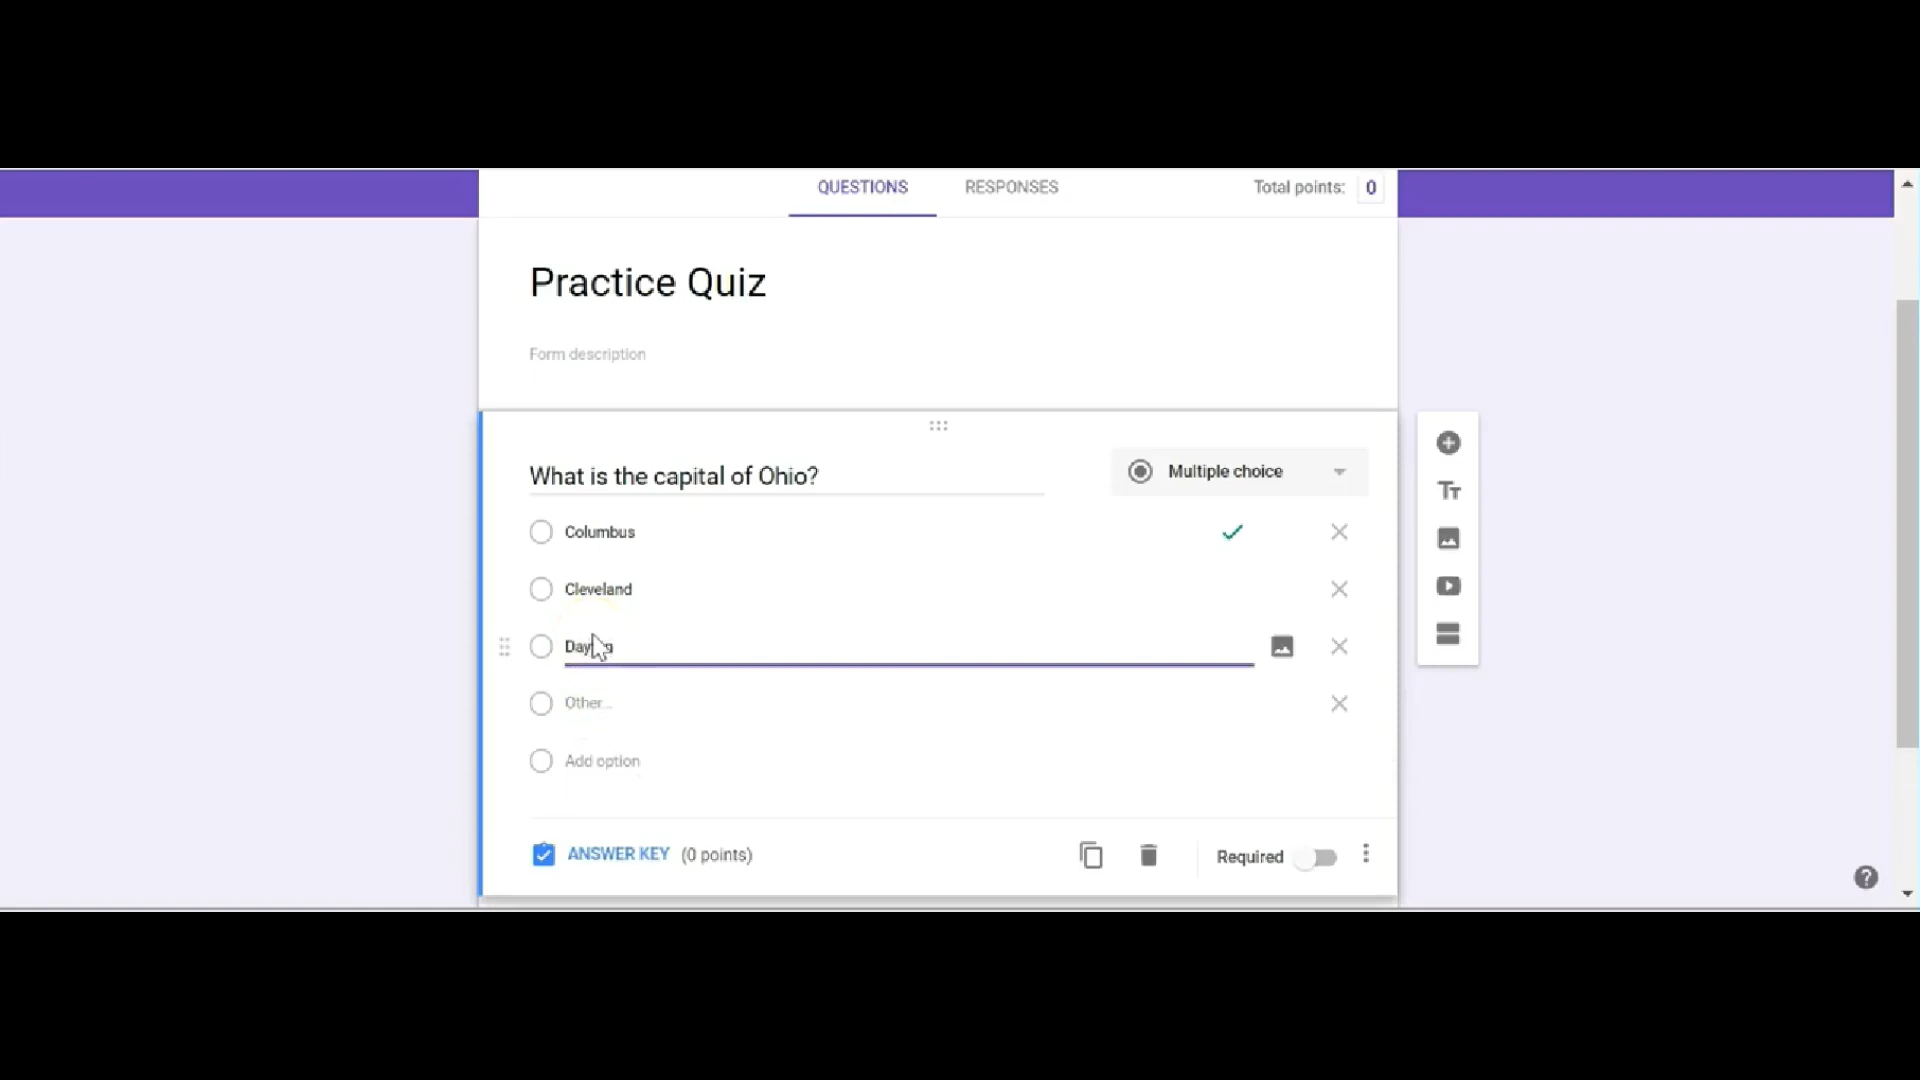 QUESTIONS RESPONSES Total points: 0
Practice Quiz
Form description
What is the capital of Ohio? Multiple choice
Columbus
Cleveland
Other...
Add option
ANSWER KEY (0 points) Required